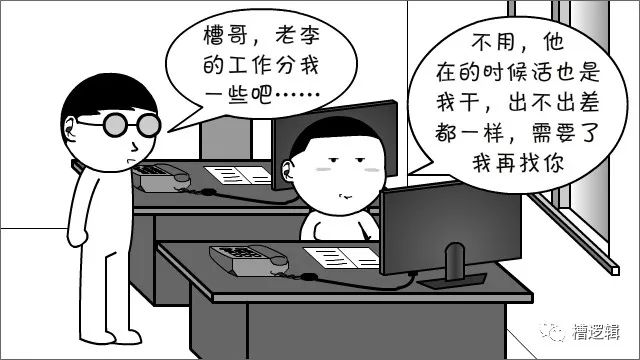 槽哥，老李
的工作分我
一些吧……
不用，他
在的时候活也是
我干，出不出差
都一样，需要了
我再找你
槽逻辑